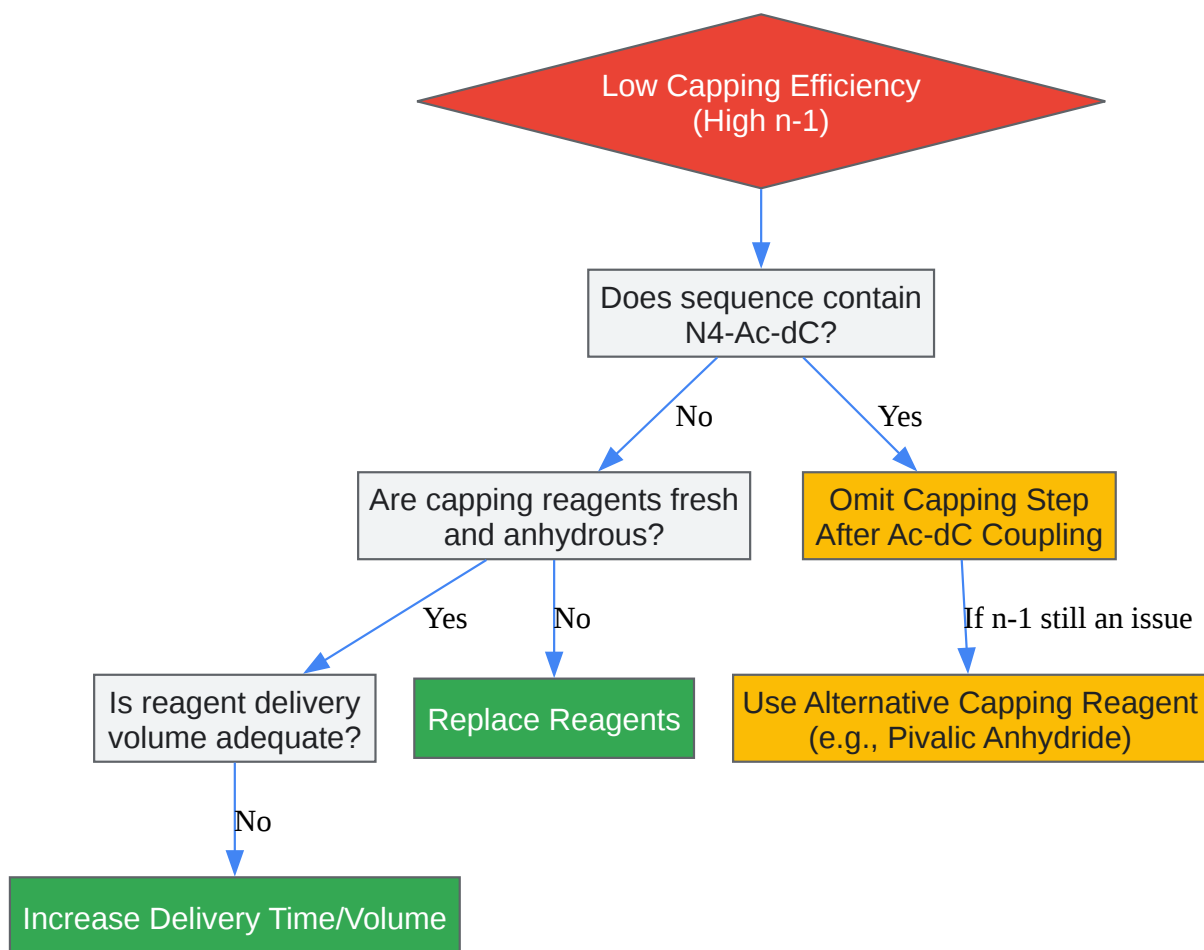 Low Capping Efficiency
(High n-1)
Does sequence contain
N4-Ac-dC?
No
Yes
Are capping reagents fresh
and anhydrous?
Omit Capping Step
After Ac-dC Coupling
Yes
No
If n-1 still an issue
Is reagent delivery
volume adequate?
Replace Reagents
Use Alternative Capping Reagent
(e.g., Pivalic Anhydride)
No
Increase Delivery Time/Volume